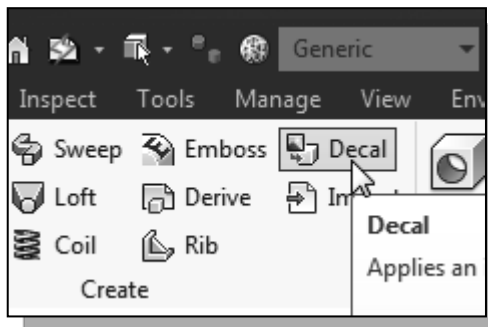 Generic
Inspect Tools Manage View
Sweep Emboss Decal
Loft Derive
Coil Rib
Decal
Create
Applies an